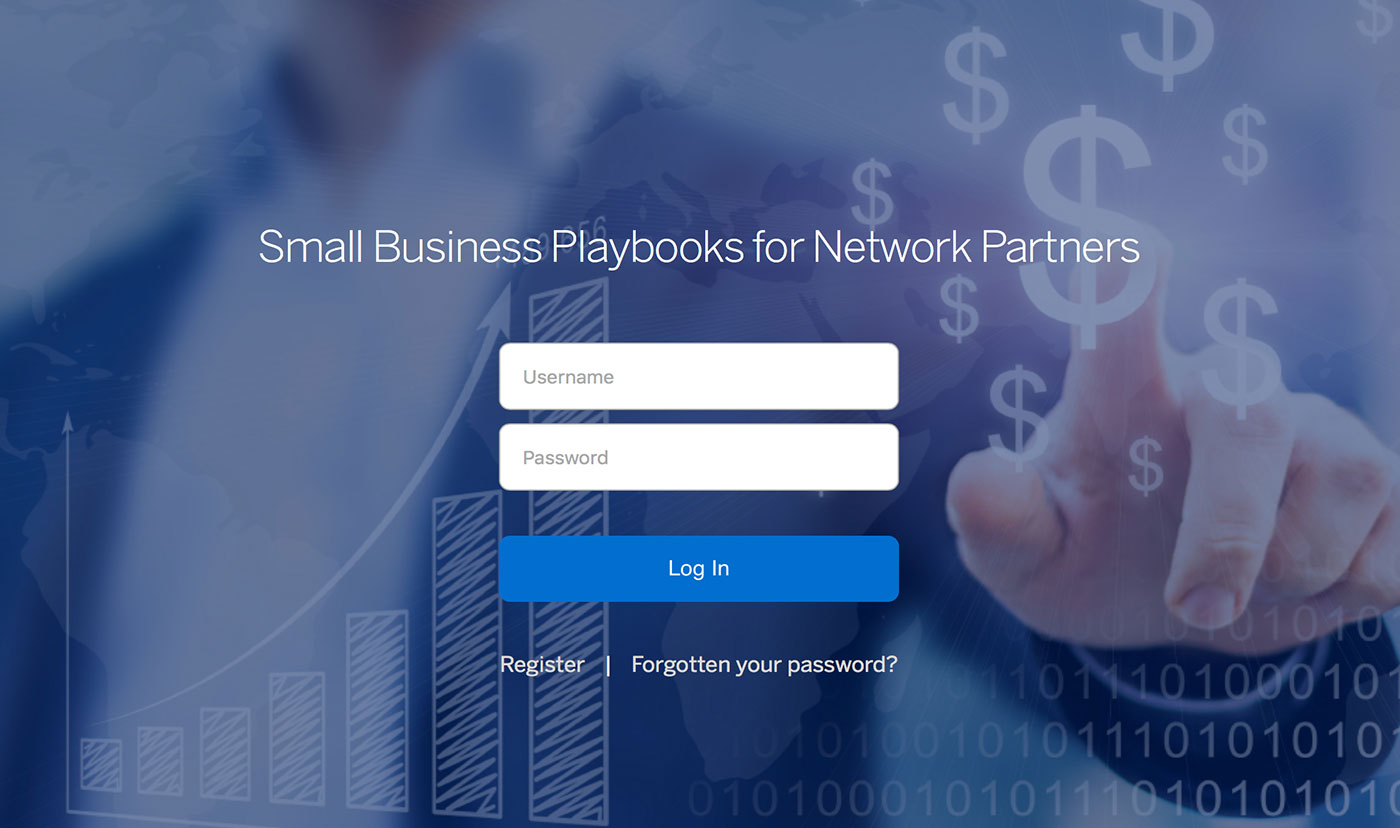 Small Business Playbooks for Network Partners
Username
Password
Log In
Register | Forgotten your password?